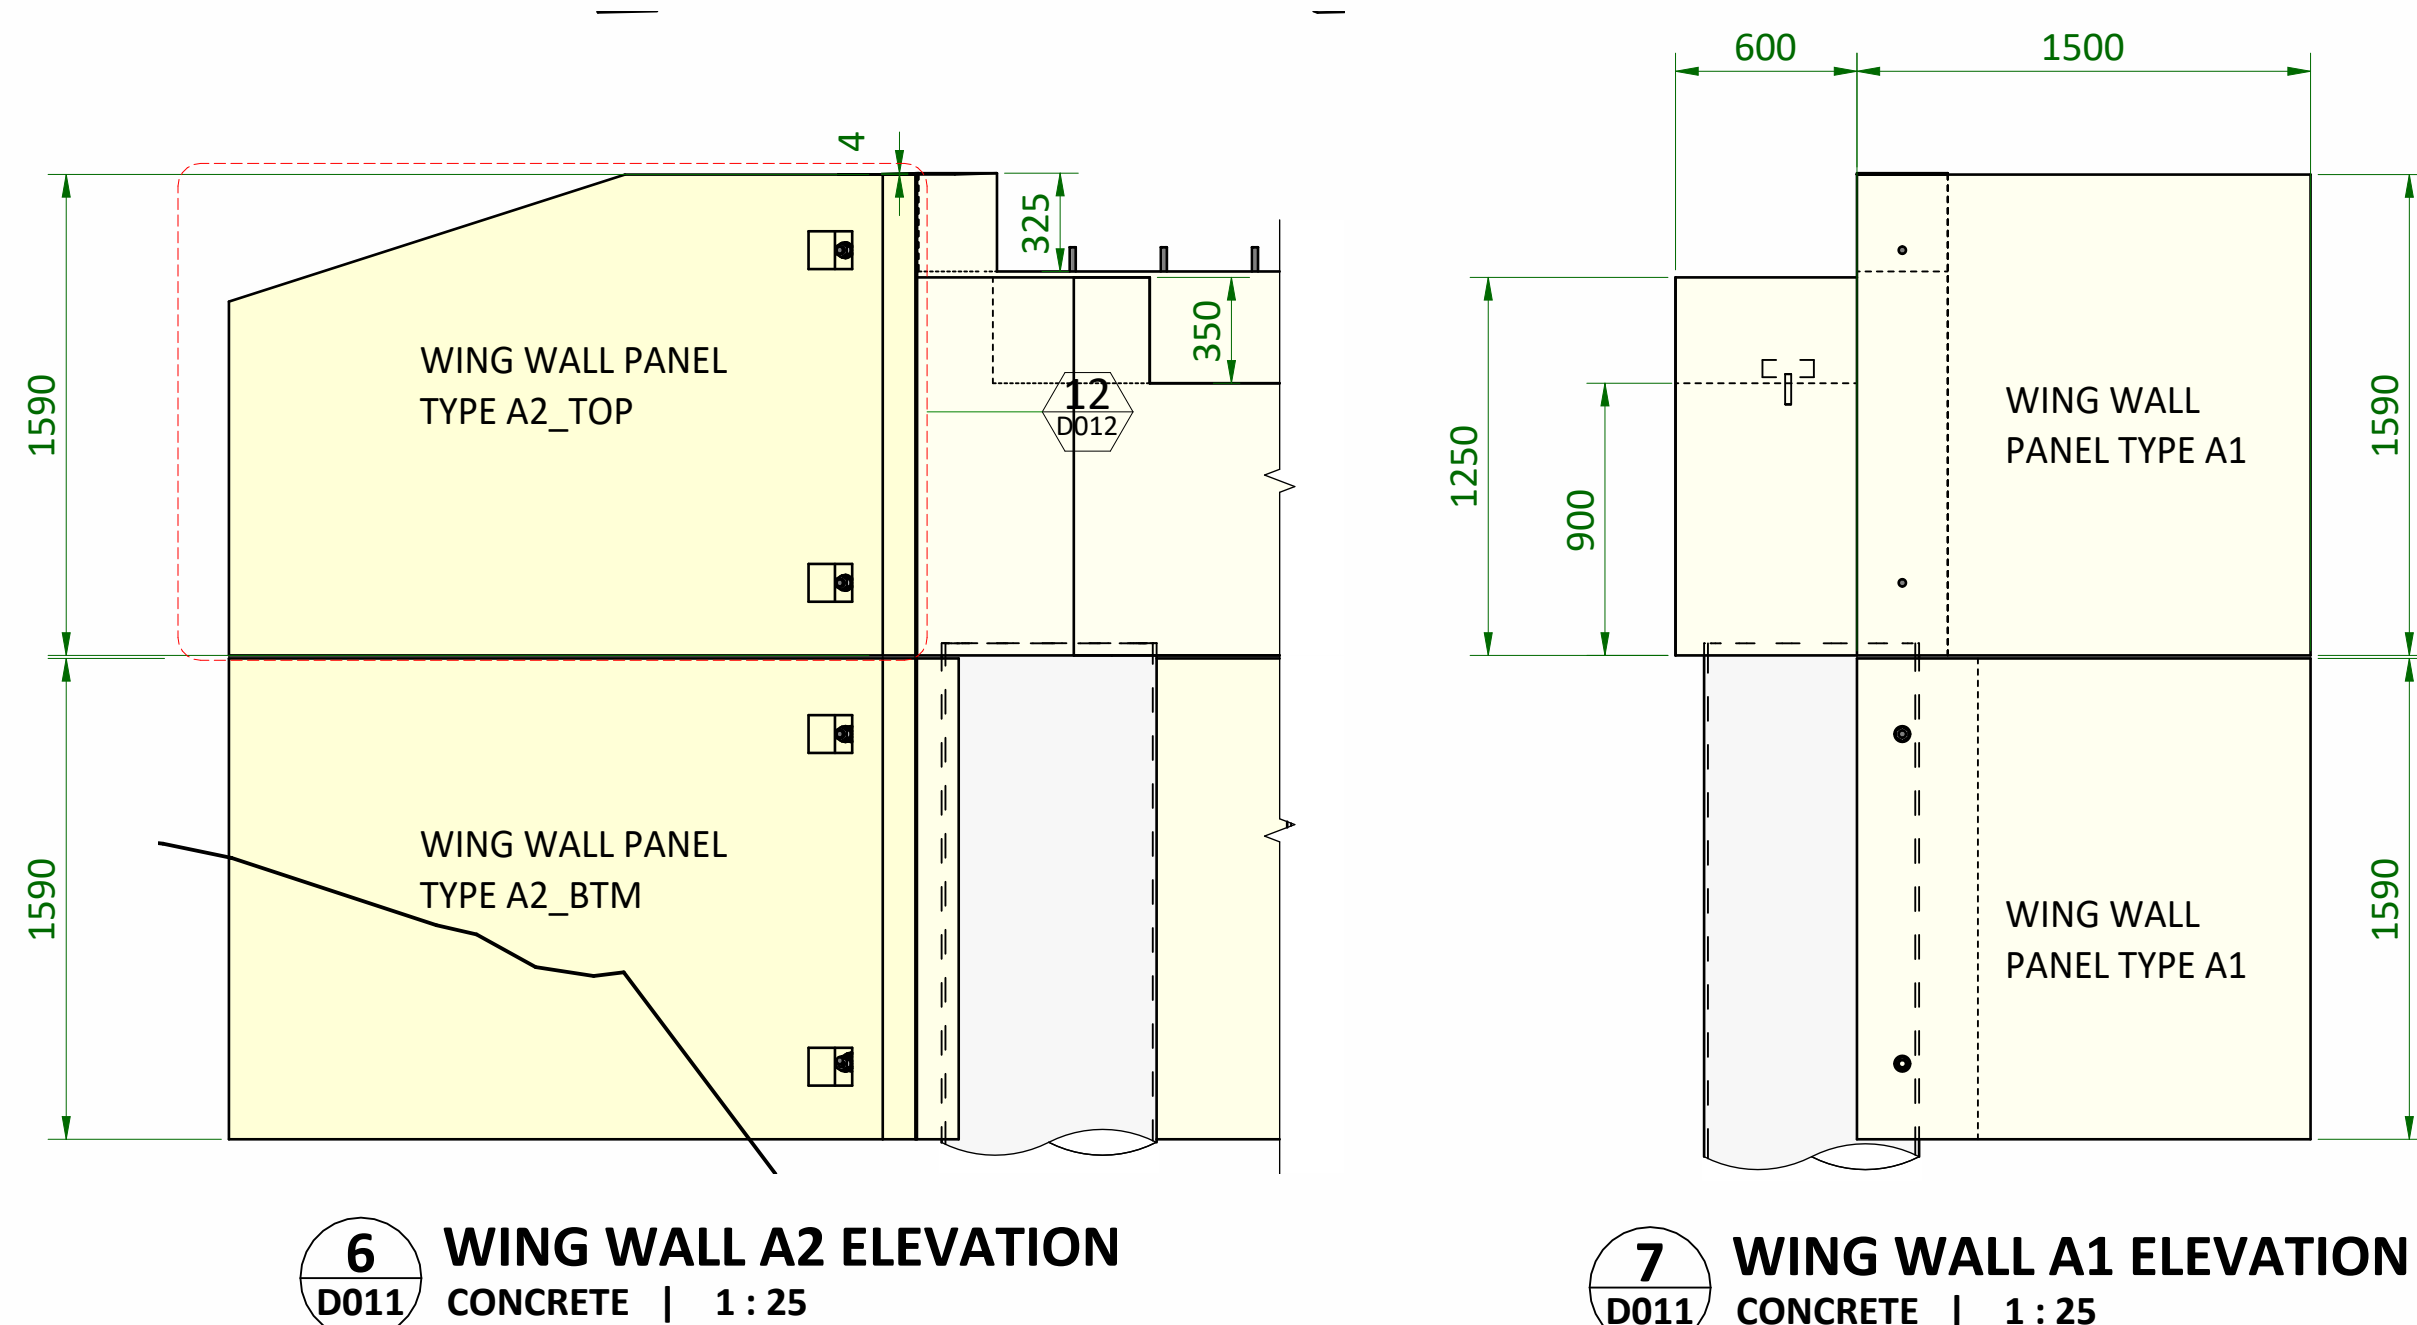 600
1500
4
325
350
1590
WING WALL PANEL
TYPE A2_TOP
12
D012
1250
900
WING WALL
PANEL TYPE A1
1590
1590
WING WALL PANEL
TYPE A2_BTM
WING WALL
PANEL TYPE A1
1590
6
D011
WING WALL A2 ELEVATION
CONCRETE | 1 : 25
7
D011
WING WALL A1 ELEVATION
CONCRETE | 1 : 25